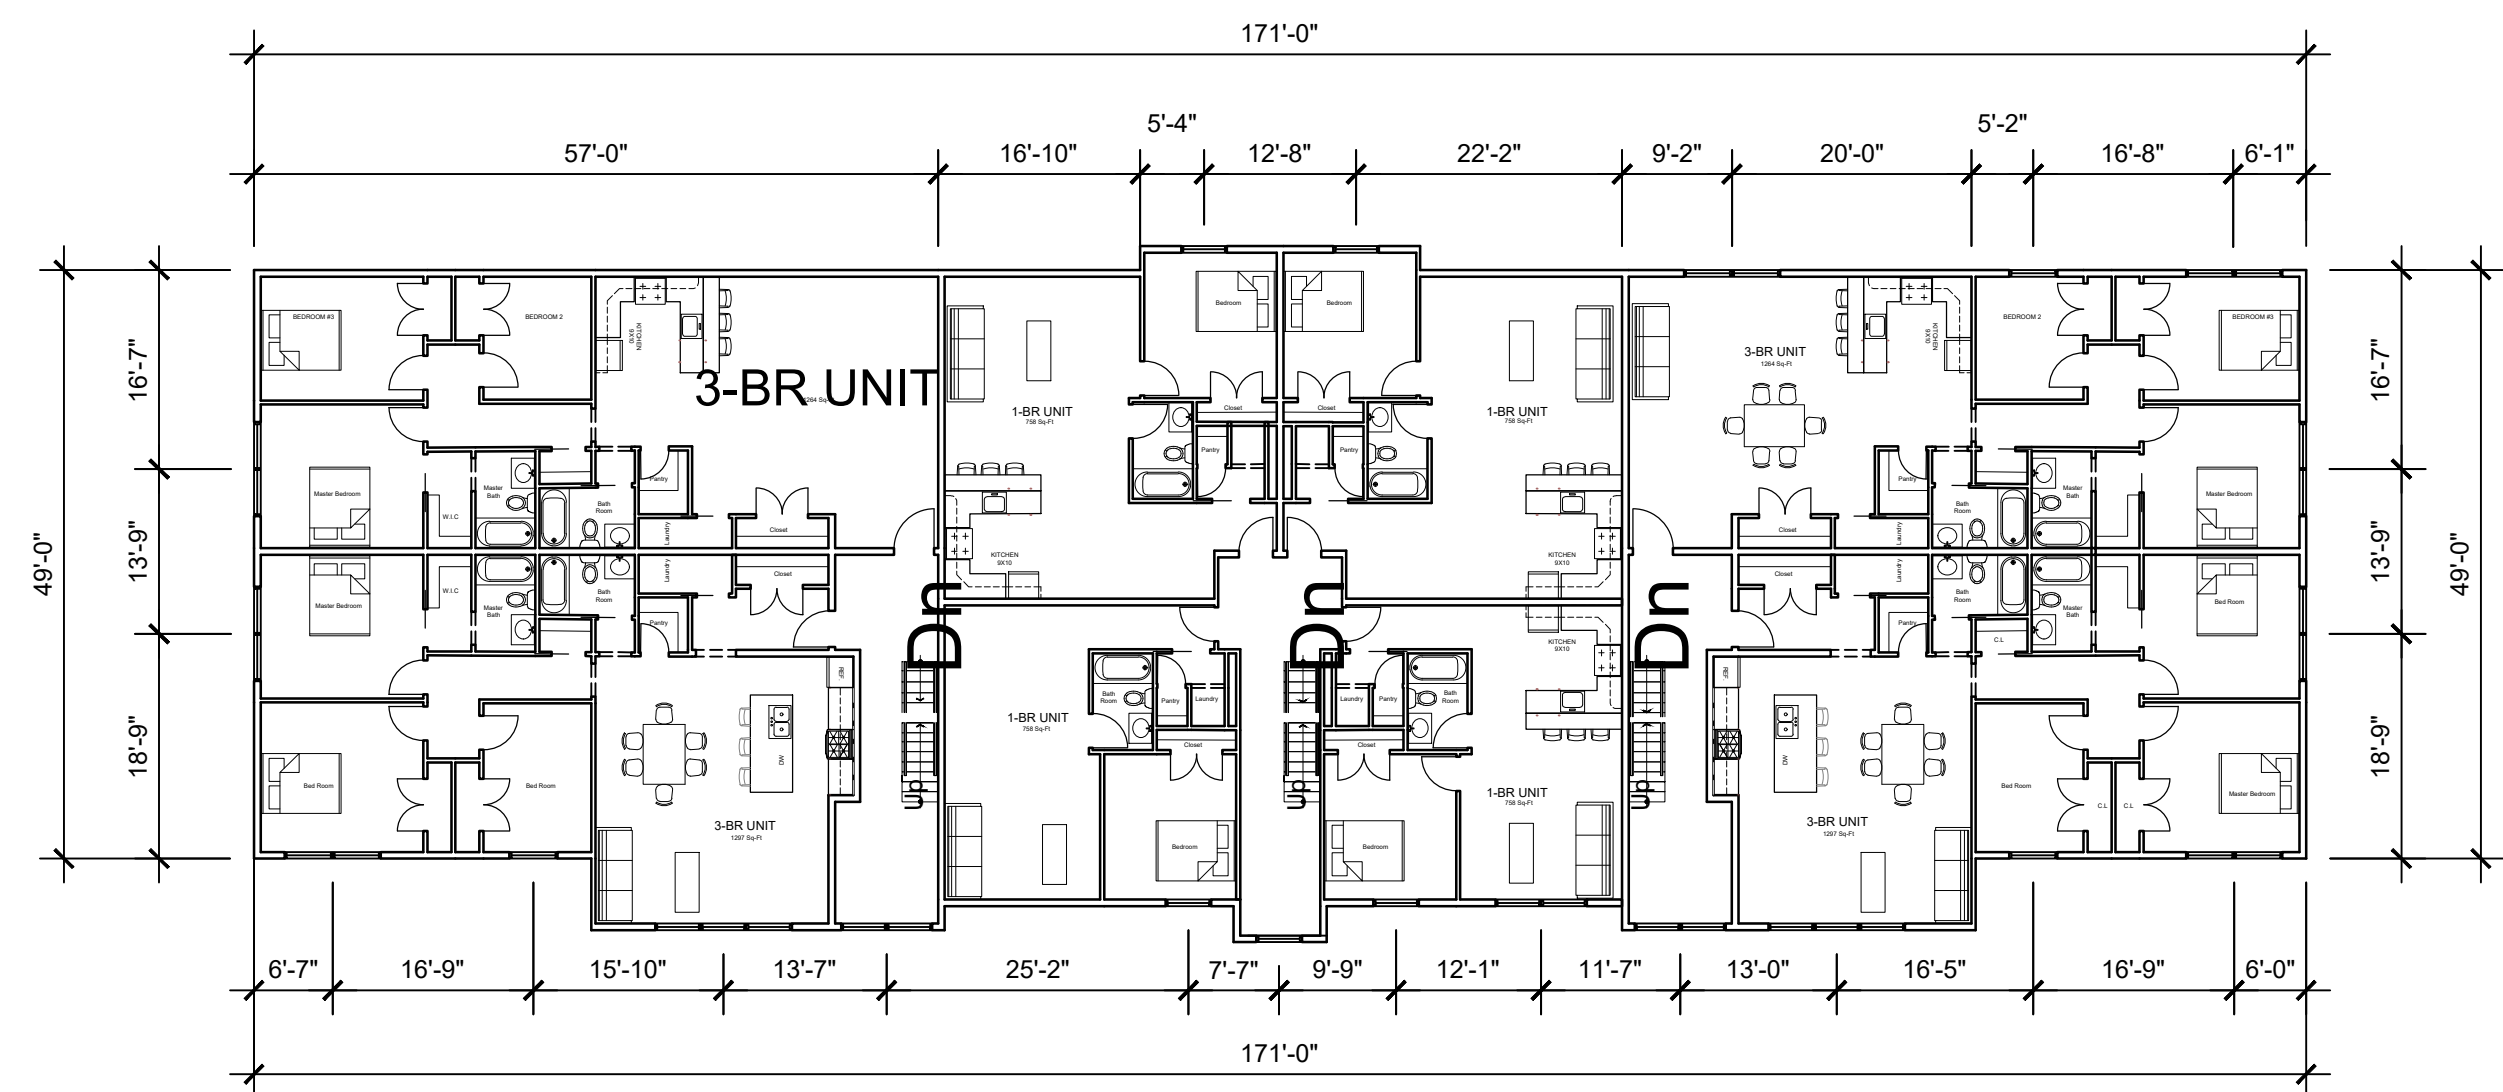 171'-0"
5'-4"
5'-2"
57'-0"
16'-10"
12'-8"
22'-2"
9'-2"
20'-0"
16'-8"
6'-1"
49'-0"
16'-7"
13'-9"
18'-9"
BEDROOM #3
BEDROOM 2
KITCHEN
9X10
3-BR UNIT
1264 Sq-Ft
Master Bedroom
W.I.C
Master
Bath
Bath
Room
Pantry
Laundry
Closet
Master Bedroom
W.I.C
Master
Bath
Bath
Room
Pantry
Laundry
Closet
Bed Room
Bed Room
REF.
DW
3-BR UNIT
1297 Sq-Ft
Dn
up
Bedroom
Closet
Pantry
1-BR UNIT
758 Sq-Ft
KITCHEN
9X10
Bedroom
Closet
Pantry
1-BR UNIT
758 Sq-Ft
KITCHEN
9X10
1-BR UNIT
758 Sq-Ft
Bath
Room
Pantry
Laundry
Closet
Bedroom
Dn
up
Laundry
Pantry
Bath
Room
Closet
Bedroom
KITCHEN
9X10
1-BR UNIT
758 Sq-Ft
Dn
up
3-BR UNIT
1264 Sq-Ft
KITCHEN
9X10
BEDROOM 2
BEDROOM #3
Pantry
Bath
Room
Master
Bath
Master Bedroom
Closet
Laundry
Closet
Laundry
Pantry
Bath
Room
Master
Bath
Bed Room
C.L
REF.
DW
3-BR UNIT
1297 Sq-Ft
Bed Room
C.L
C.L
Master Bedroom
16'-7"
13'-9"
18'-9"
49'-0"
6'-7"
16'-9"
15'-10"
13'-7"
25'-2"
7'-7"
9'-9"
12'-1"
11'-7"
13'-0"
16'-5"
16'-9"
6'-0"
171'-0"